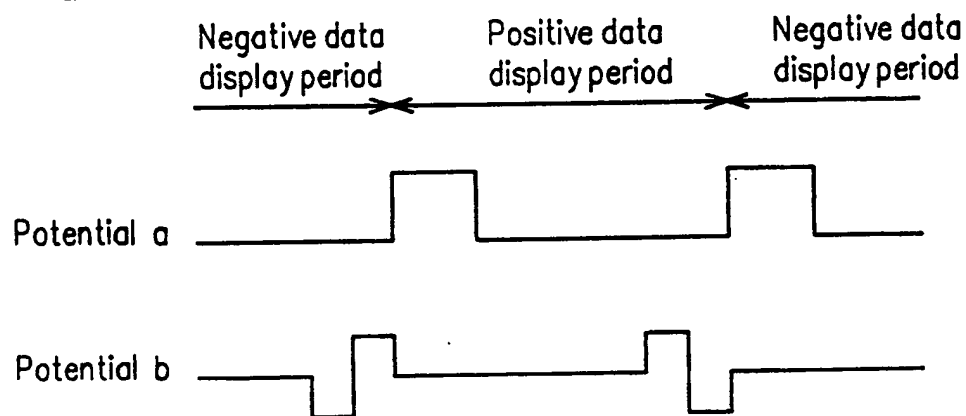 Negative data
display period
Positive data
display period
Negative data
display period
Potential a
Potential b